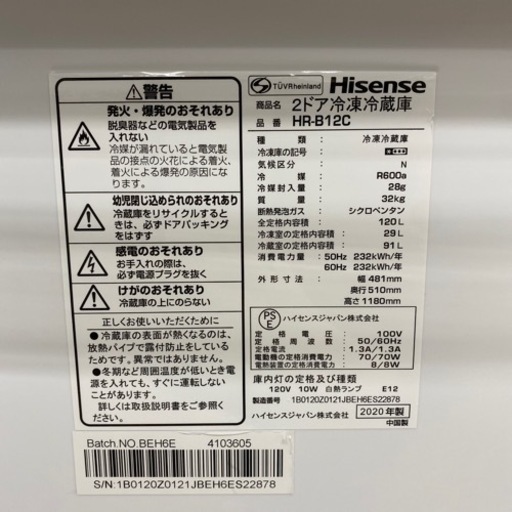 警告
発火・爆発のおそれあり
脱臭器などの電気製品を
入れない
冷媒が漏れていると電気製
品の接点の火花による着火、
着火による爆発の原因にな
ります。
幼児閉じ込められのおそれあり
冷蔵庫をリサイクルすると
きは、必ずドアパッキング
をはずす
感電のおそれあり
お手入れの際は、
必ず電源プラグを抜く
けがのおそれあり
冷蔵庫の上にのらない
正しくお使いいただくために
●冷蔵庫の表面が熱くなるのは、
放熱パイプで露付防止をしている
ためです。異常ではありません。
●冬期など周囲温度が低いとき電
源を入れても、すぐに運転しない
ことがあります。
詳しくは取扱説明書をご参照ください。
TÜVRheinland
Hisense
商品名 2ドア冷凍冷蔵庫
品番 HR-B12C
種類: 冷凍冷蔵庫
冷凍庫の記号:
気候区分: N
冷媒: R600a
冷媒封入量: 28g
質量: 32kg
断熱発泡ガス: シクロペンタン
全定格内容積: 120L
冷凍室の定格内容積: 29L
冷蔵室の定格内容積: 91L
消費電力量: 50Hz 232kWh/年
60Hz 232kWh/年
外形寸法: 幅 481mm
奥行 510mm
高さ 1180mm
PSE ハイセンスジャパン株式会社
定格電圧: 100V
定格周波数: 50/60Hz
定格電流: 1.3A/1.3A
電動機の定格消費電力: 70/70W
電熱装置の定格消費電力: 8/8W
庫内灯の定格及び種類
120V 10W 白熱ランプ E12
製造番号 1B0120Z0121JBEH6ES22878
ハイセンスジャパン株式会社
2020年製
中国製
Batch.NO.BEH6E 4103605
S/N:1B0120Z0121JBEH6ES22878